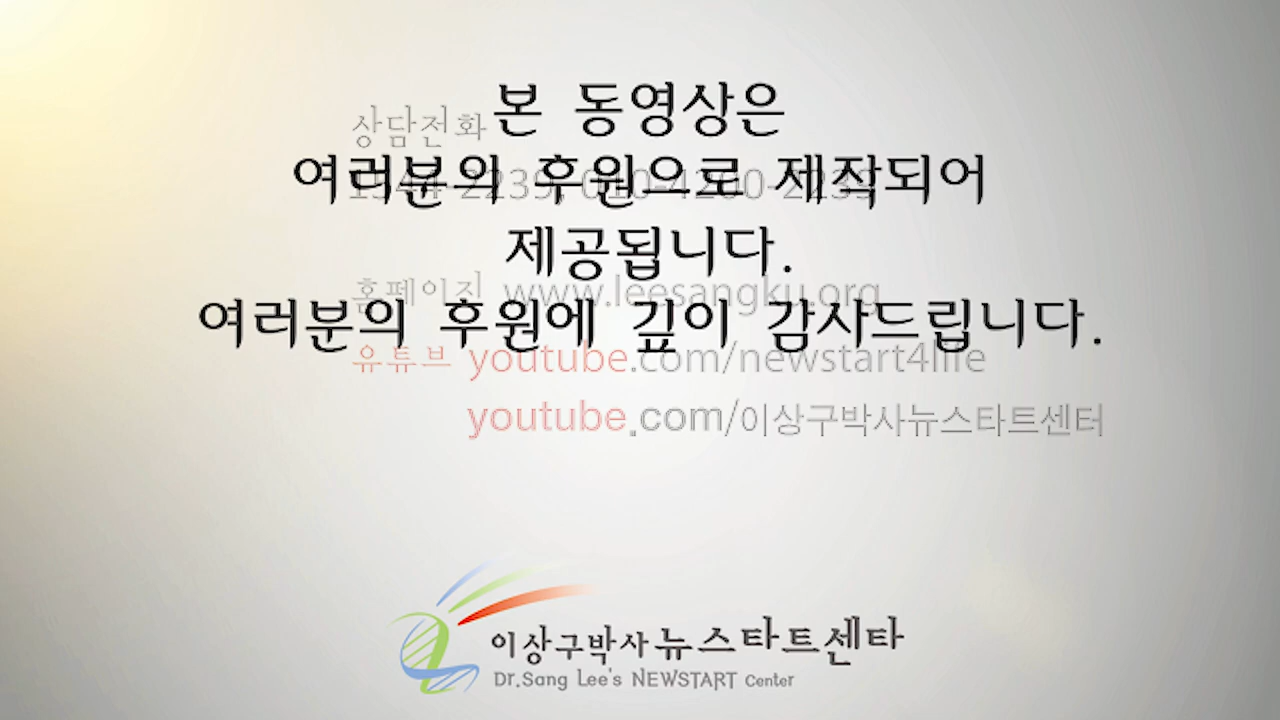 본 동영상은
여러분의 후원으로 제작되어
제공됩니다.
여러분의 후원에 깊이 감사드립니다.
상담전화
홈페이지 www.leesangku.org
유튜브 youtube.com/newstart4life
youtube.com/이상구박사뉴스타트센터
이상구박사뉴스타트센타
Dr.Sang Lee's NEWSTART Center